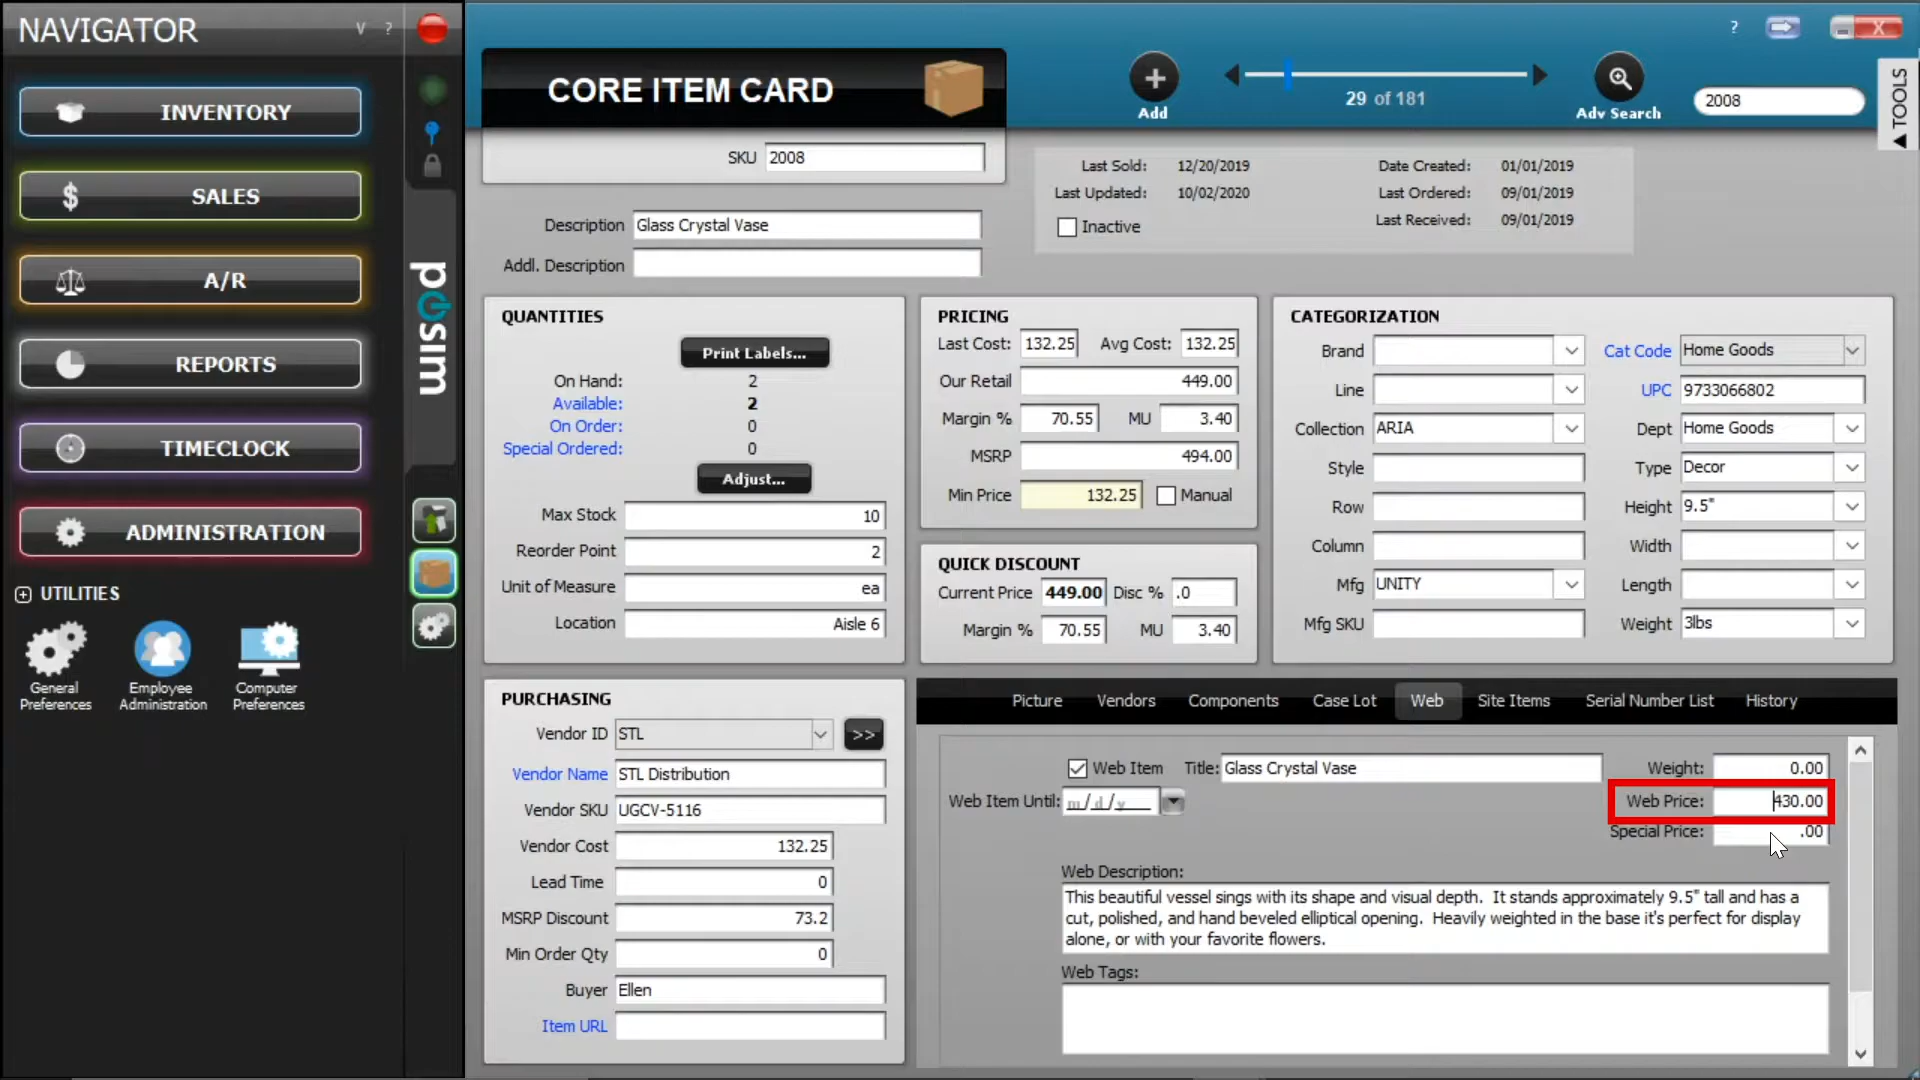 NAVIGATOR
V ?
INVENTORY
$ SALES
A/R
REPORTS
TIMECLOCK
ADMINISTRATION
UTILITIES
General
Preferences
Employee
Administration
Computer
Preferences
posim
CORE ITEM CARD
SKU 2008
Add
29 of 181
Adv Search
2008
? X
TOOLS
Description Glass Crystal Vase
Addl. Description
Last Sold: 12/20/2019
Last Updated: 10/02/2020
Inactive
Date Created: 01/01/2019
Last Ordered: 09/01/2019
Last Received: 09/01/2019
QUANTITIES
Print Labels...
On Hand: 2
Available: 2
On Order: 0
Special Ordered: 0
Adjust...
Max Stock 10
Reorder Point 2
Unit of Measure ea
Location Aisle 6
PRICING
Last Cost: 132.25 Avg Cost: 132.25
Our Retail 449.00
Margin % 70.55 MU 3.40
MSRP 494.00
Min Price 132.25 Manual
QUICK DISCOUNT
Current Price 449.00 Disc % .0
Margin % 70.55 MU 3.40
CATEGORIZATION
Brand
Line
Collection ARIA
Style
Row
Column
Mfg UNITY
Mfg SKU
Cat Code Home Goods
UPC 9733066802
Dept Home Goods
Type Decor
Height 9.5"
Width
Length
Weight 3lbs
PURCHASING
Vendor ID STL >>
Vendor Name STL Distribution
Vendor SKU UGCV-5116
Vendor Cost 132.25
Lead Time 0
MSRP Discount 73.2
Min Order Qty 0
Buyer Ellen
Item URL
Picture Vendors Components Case Lot Web Site Items Serial Number List History
Web Item Title: Glass Crystal Vase Weight: 0.00
Web Item Until: m/d/y Web Price: 430.00
Special Price: .00
Web Description:
This beautiful vessel sings with its shape and visual depth. It stands approximately 9.5" tall and has a
cut, polished, and hand beveled elliptical opening. Heavily weighted in the base it's perfect for display
alone, or with your favorite flowers.
Web Tags: